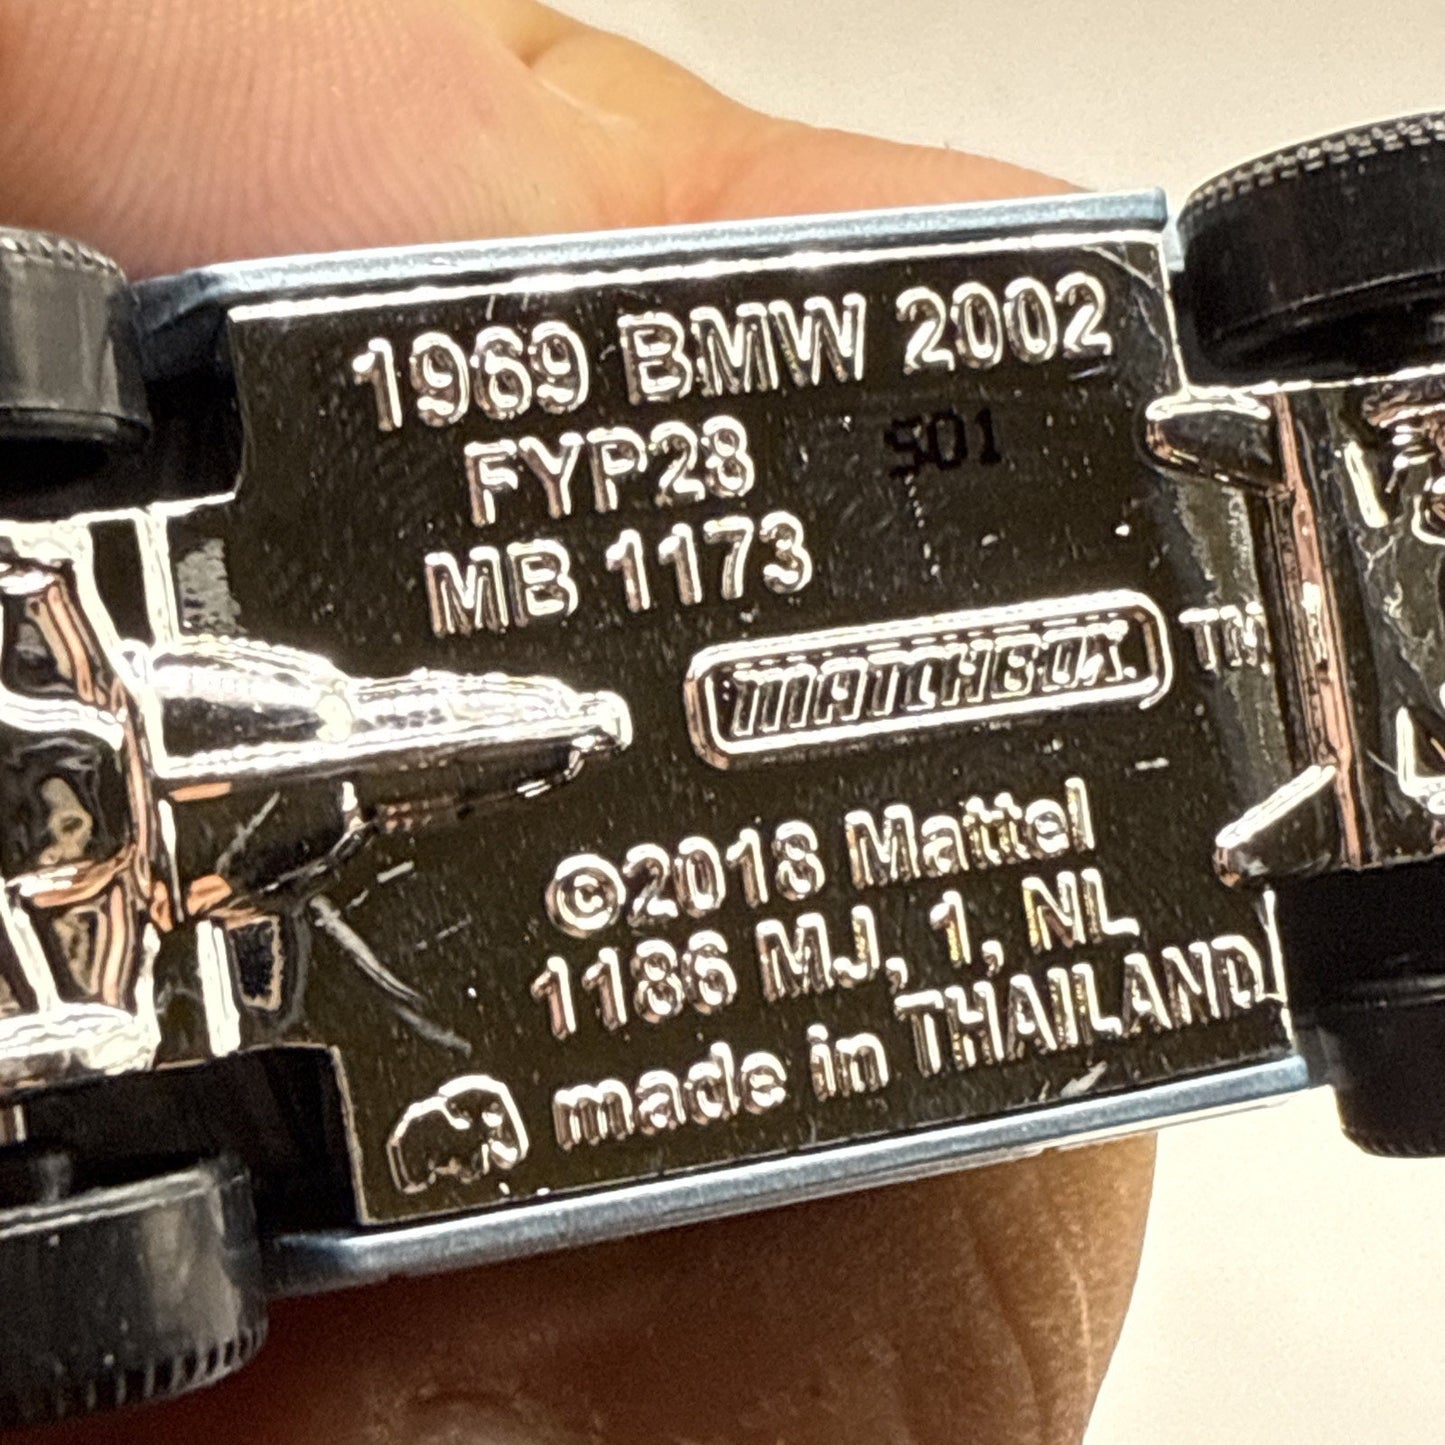 1969 BMW 2002
FYP28
S01
MB 1173
MATCHBOX TM
©2018 Mattel
1186 MJ, 1, NL
made in THAILAND